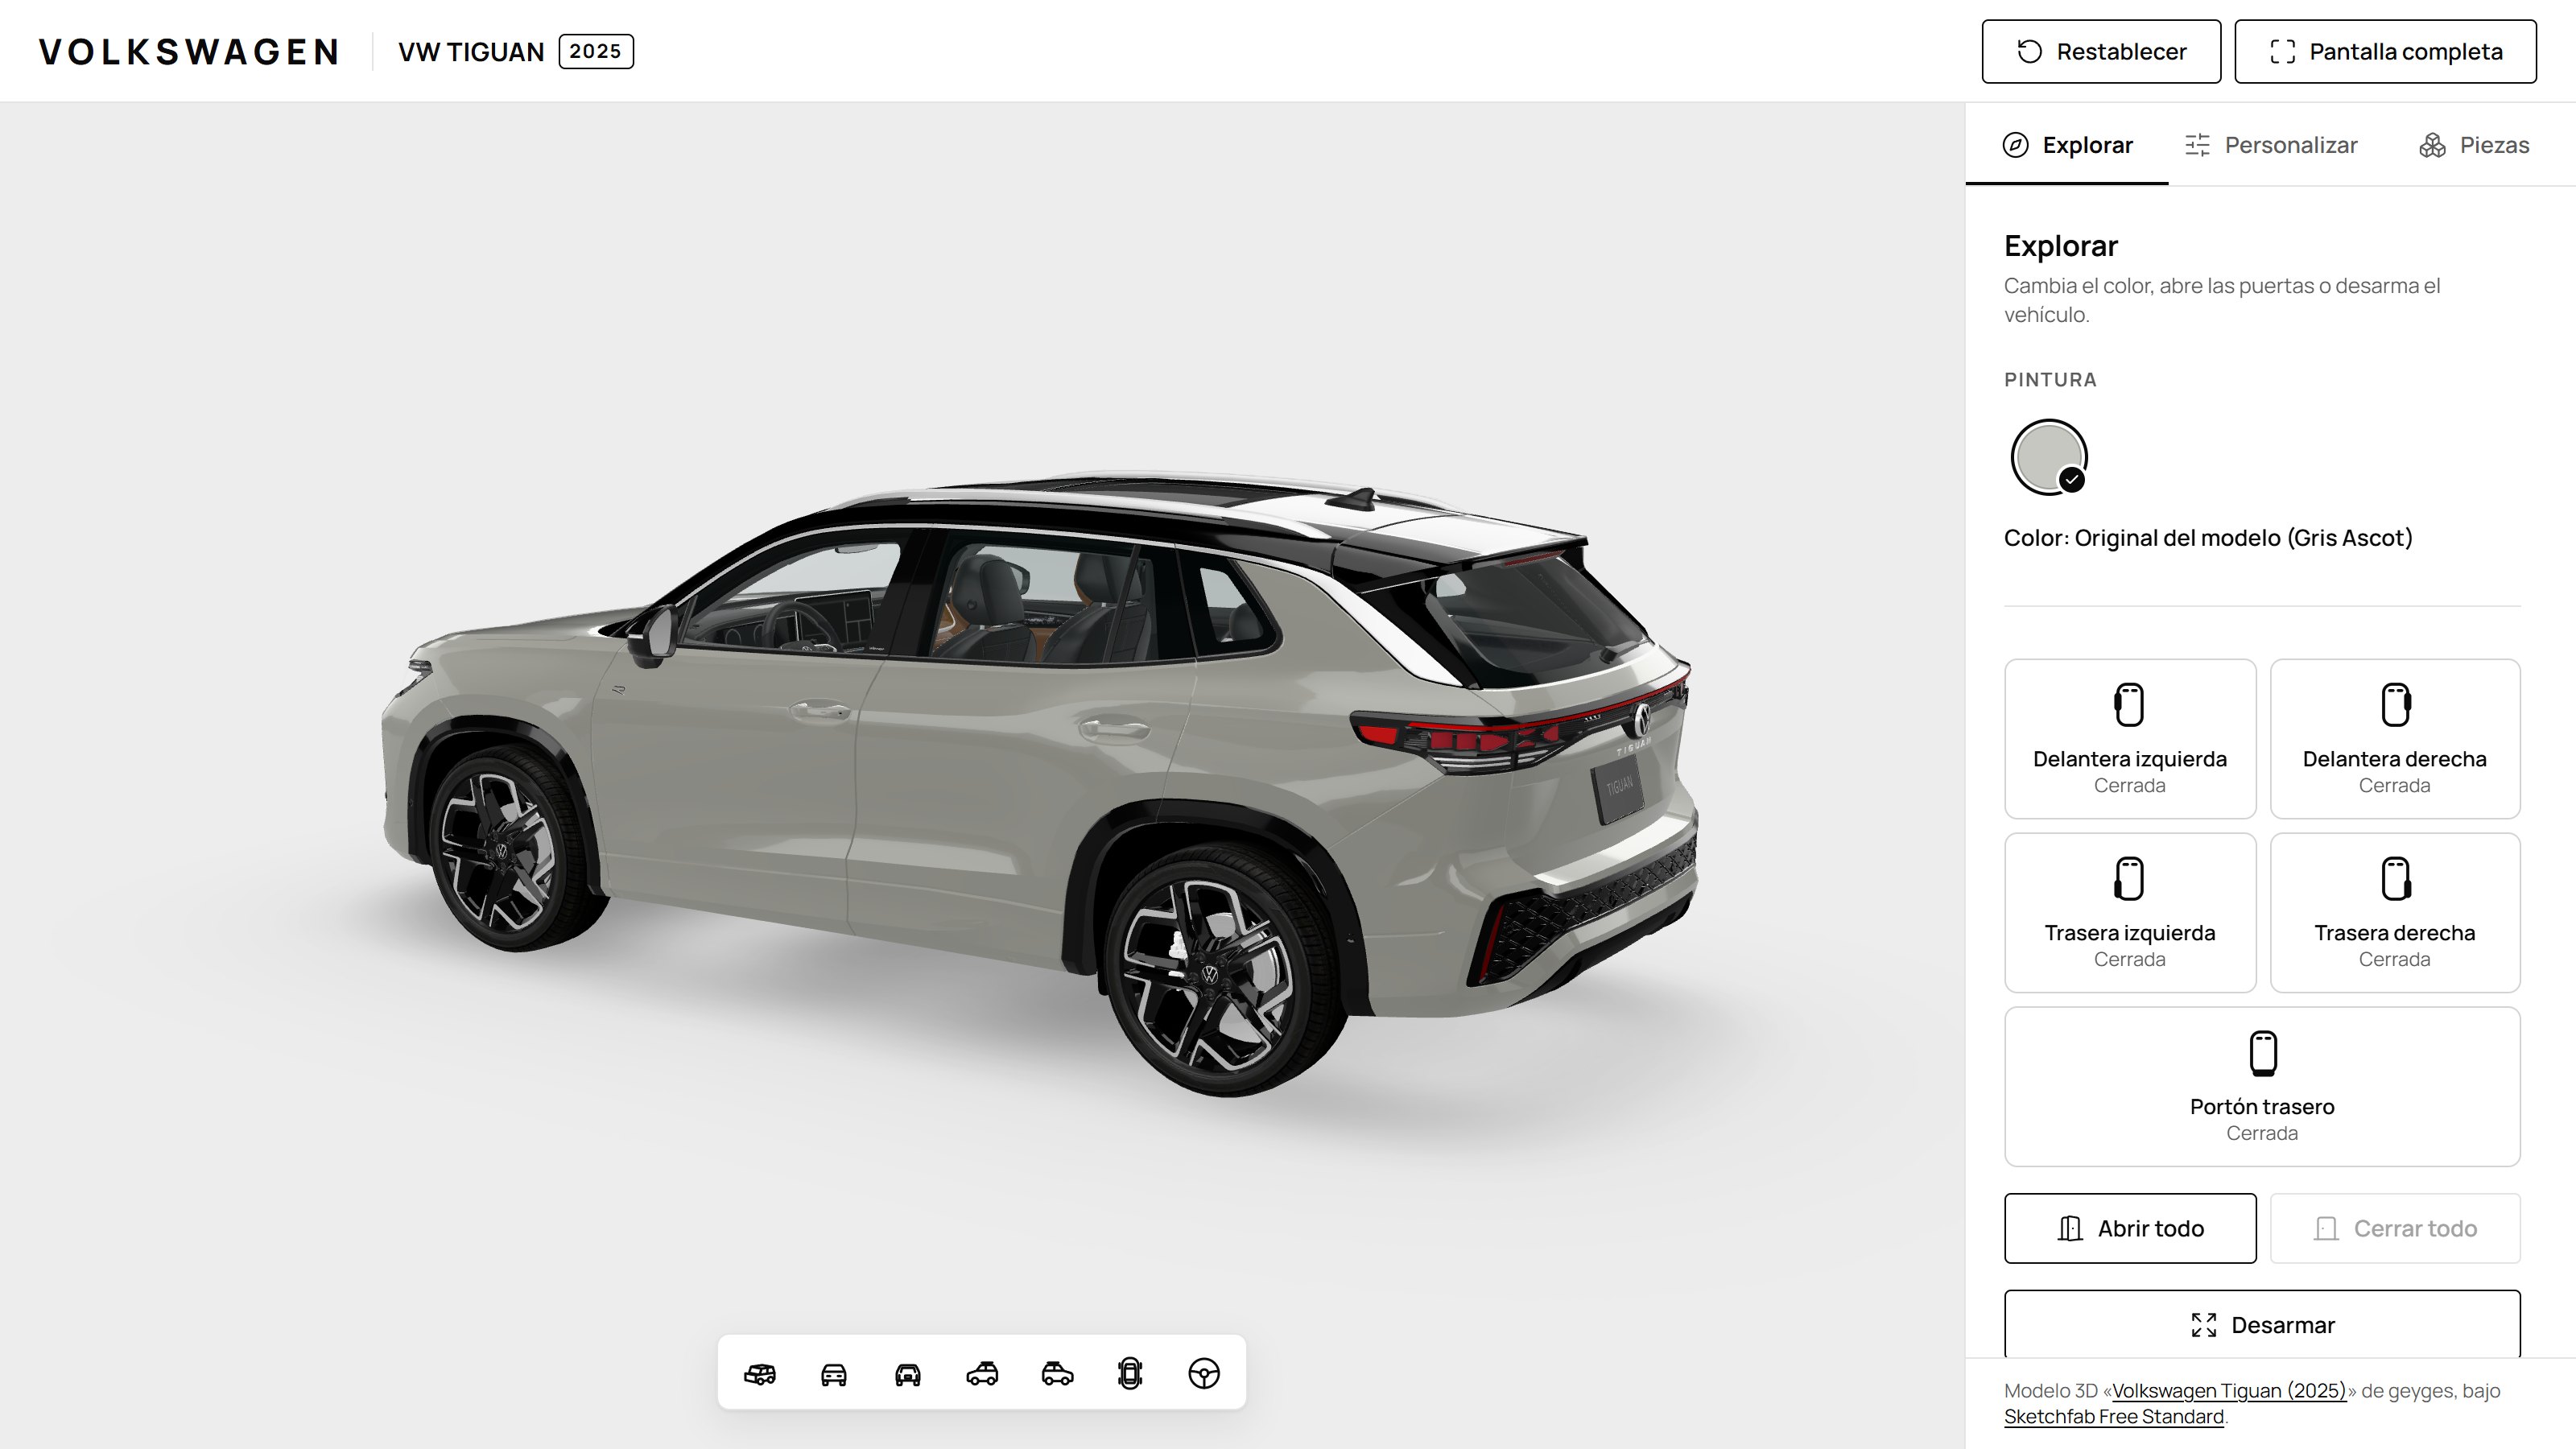 VOLKSWAGEN
VW TIGUAN
2025
Restablecer
Pantalla completa
Explorar
Personalizar
Piezas
Explorar
Cambia el color, abre las puertas o desarma el
vehículo.
PINTURA
Color: Original del modelo (Gris Ascot)
Delantera izquierda
Cerrada
Delantera derecha
Cerrada
Trasera izquierda
Cerrada
Trasera derecha
Cerrada
Portón trasero
Cerrada
Abrir todo
Cerrar todo
Desarmar
Modelo 3D «Volkswagen Tiguan (2025)» de geyges, bajo
Sketchfab Free Standard.
TIGUAN
TIGUAN